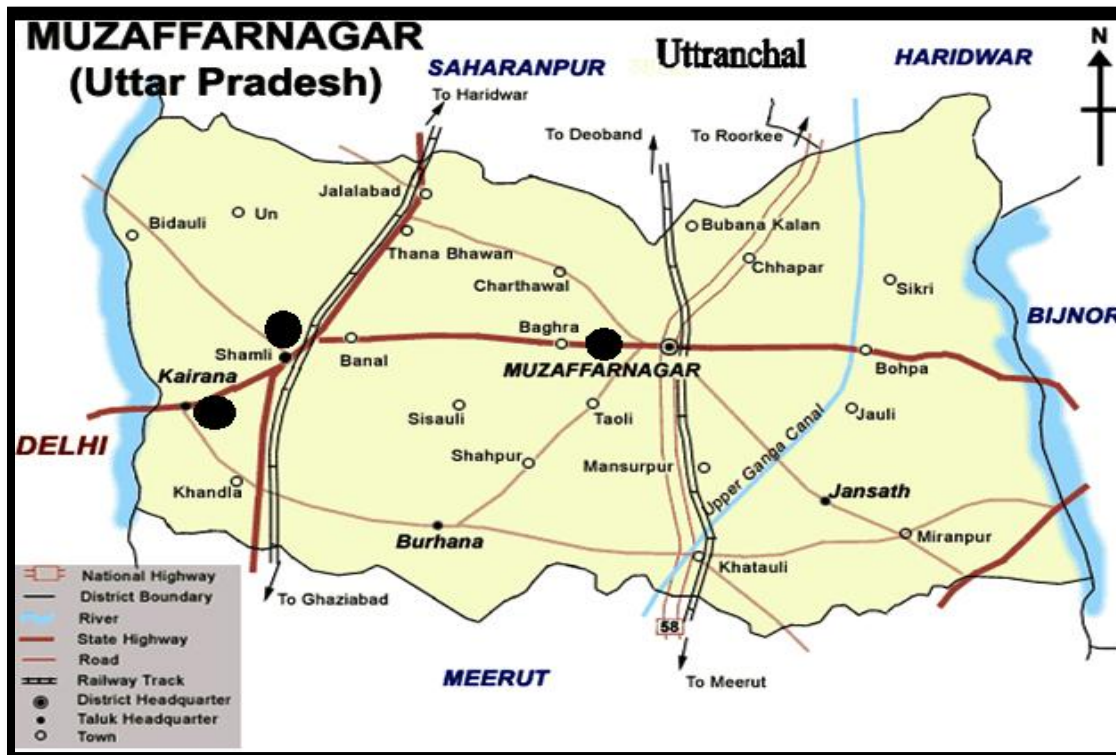 MUZAFFARNAGAR
(Uttar Pradesh)
SAHARANPUR
Uttranchal
HARIDWAR
N
To Haridwar
To Deoband
To Roorkee
Jalalabad
Un
Bidauli
Bubana Kalan
Thana Bhawan
Chhapar
Charthawal
Sikri
BIJNOR
Baghra
Shamli
Banal
MUZAFFARNAGAR
Bohpa
Kairana
Sisauli
Taoli
Jauli
DELHI
Shahpur
Mansurpur
Upper Ganga Canal
Khandla
Jansath
Burhana
Miranpur
Khatauli
To Ghaziabad
58
MEERUT
To Meerut
National Highway
District Boundary
River
State Highway
Road
Railway Track
District Headquarter
Taluk Headquarter
Town